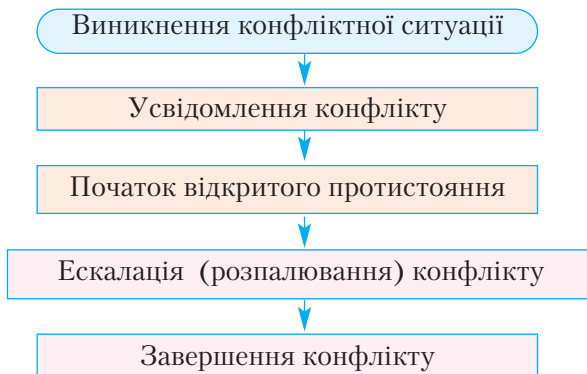 Виникнення конфліктної ситуації
Усвідомлення конфлікту
Початок відкритого протистояння
Ескалація (розпалювання) конфлікту
Завершення конфлікту